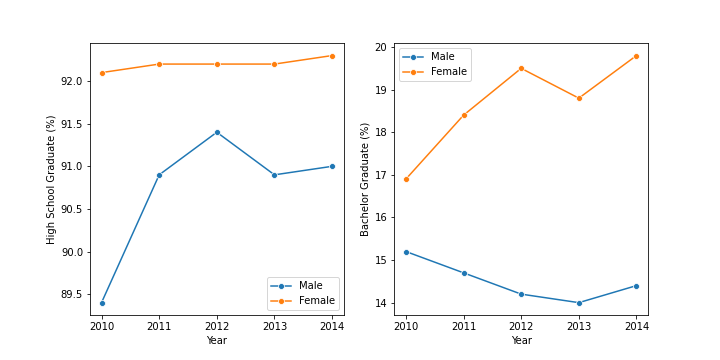 High School Graduate (%)
92.0
91.5
91.0
90.5
90.0
89.5
2010 2011 2012 2013 2014
Year
Male
Female
Bachelor Graduate (%)
20
19
18
17
16
15
14
2010 2011 2012 2013 2014
Year
Male
Female